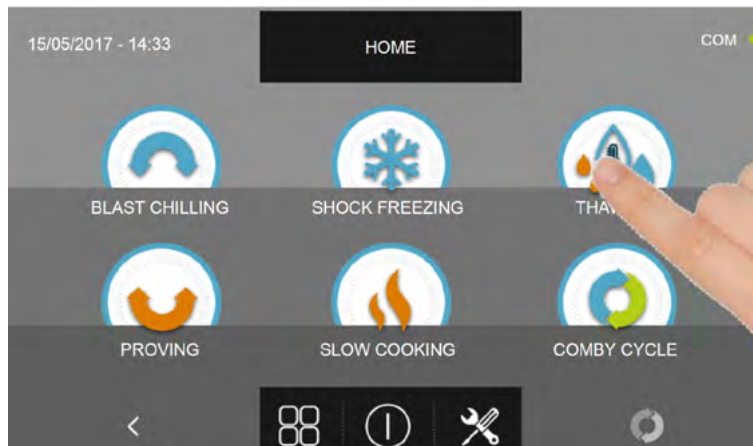 15/05/2017 - 14:33
HOME
COM
BLAST CHILLING
SHOCK FREEZING
PROVING
SLOW COOKING
COMBY CYCLE